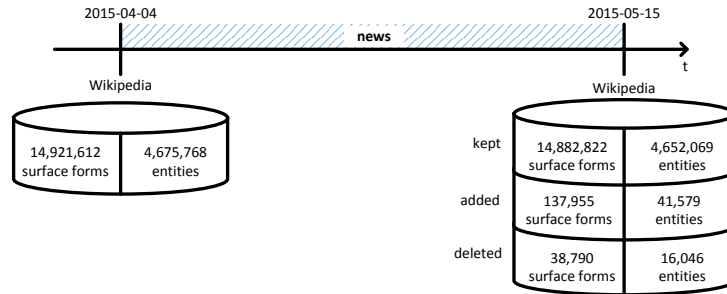 2015-04-04 2015-05-15
news
t
Wikipedia Wikipedia
14,921,612 4,675,768
surface forms entities
kept 14,882,822 4,652,069
surface forms entities
added 137,955 41,579
surface forms entities
deleted 38,790 16,046
surface forms entities